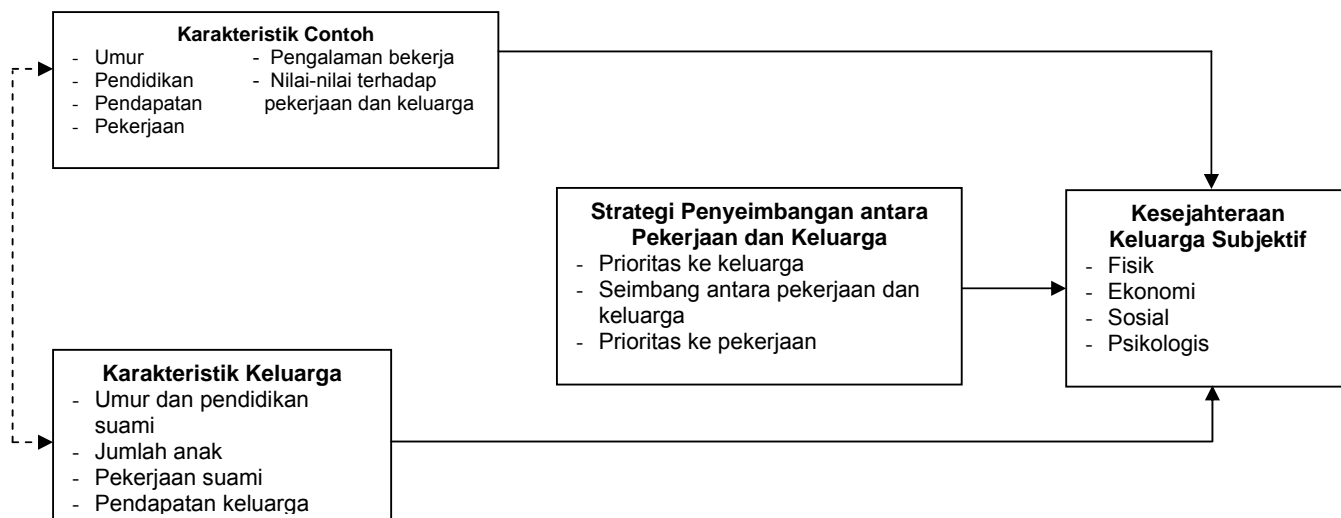 Karakteristik Contoh
- Umur
- Pendidikan
- Pendapatan
- Pekerjaan
- Pengalaman bekerja
- Nilai-nilai terhadap
pekerjaan dan keluarga
Strategi Penyeimbangan antara
Pekerjaan dan Keluarga
- Prioritas ke keluarga
- Seimbang antara pekerjaan dan
keluarga
- Prioritas ke pekerjaan
Kesejahteraan
Keluarga Subjektif
- Fisik
- Ekonomi
- Sosial
- Psikologis
Karakteristik Keluarga
- Umur dan pendidikan
suami
- Jumlah anak
- Pekerjaan suami
- Pendapatan keluarga